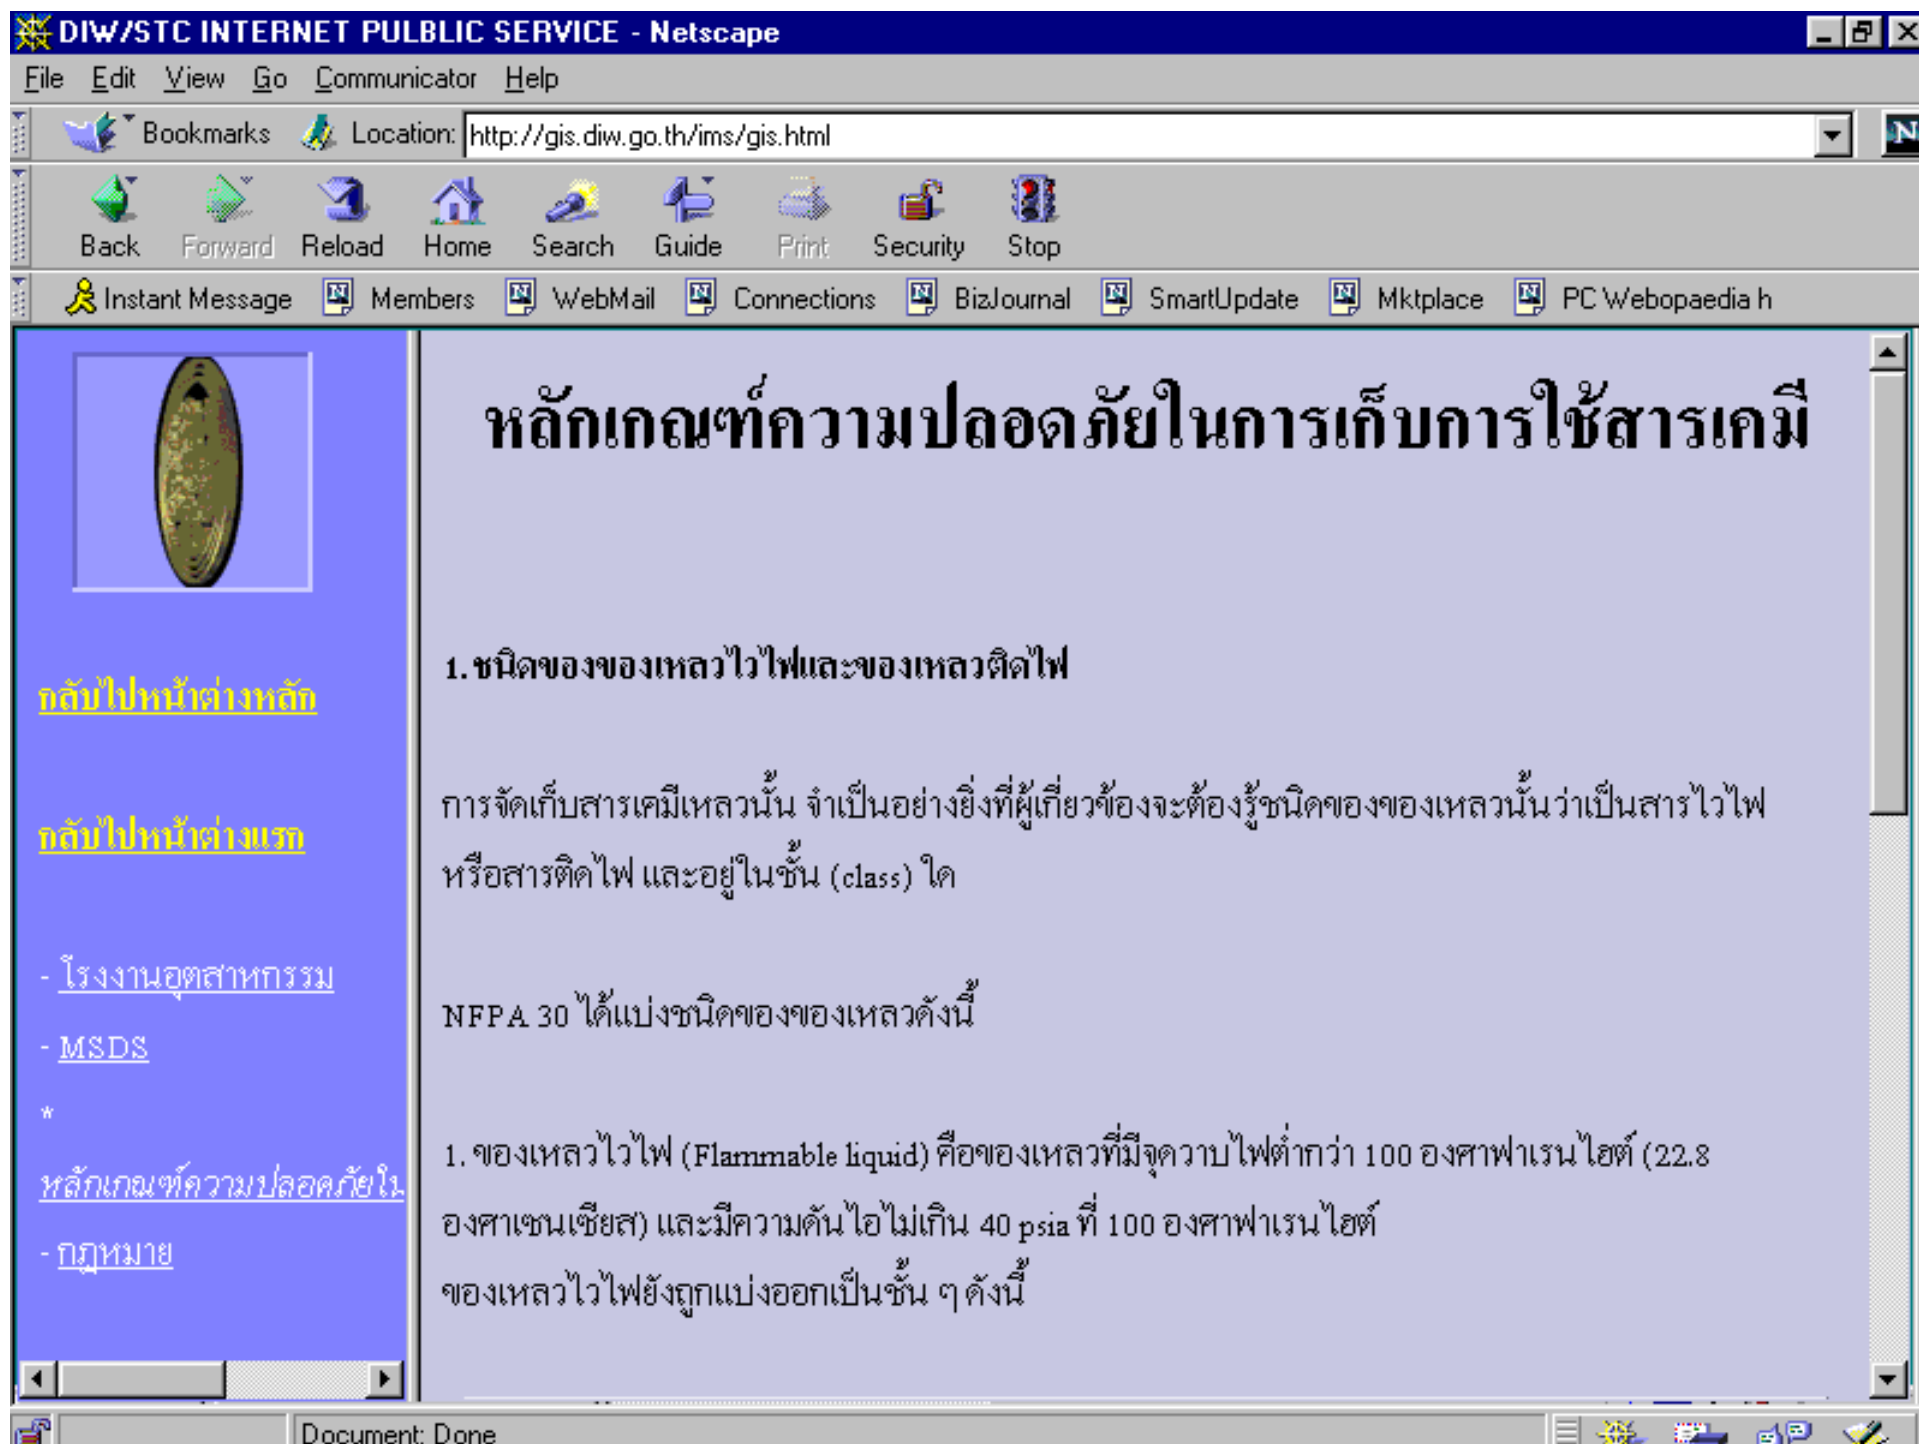 DIW/STC INTERNET PULBLIC SERVICE - Netscape
File Edit View Go Communicator Help
Bookmarks Location: http://gis.diw.go.th/ims/gis.html
Back Forward Reload Home Search Guide Print Security Stop
Instant Message Members WebMail Connections BizJournal SmartUpdate Mktplace PC Webopaedia h
กลับไปหน้าต่างหลัก
กลับไปหน้าต่างแรก
- โรงงานอุตสาหกรรม
- MSDS
*
หลักเกณฑ์ความปลอดภัยใน
- กฎหมาย
หลักเกณฑ์ความปลอดภัยในการเก็บการใช้สารเคมี
1. ชนิดของของเหลวไวไฟและของเหลวติดไฟ
การจัดเก็บสารเคมีเหลวนั้น จำเป็นอย่างยิ่งที่ผู้เกี่ยวข้องจะต้องรู้ชนิดของของเหลวนั้นว่าเป็นสารไวไฟ
หรือสารติดไฟ และอยู่ในชั้น (class) ใด
NFPA 30 ได้แบ่งชนิดของของเหลวดังนี้
1. ของเหลวไวไฟ (Flammable liquid) คือของเหลวที่มีจุดวาบไฟต่ำกว่า 100 องศาฟาเรนไฮต์ (22.8
องศาเซนเซียส) และมีความดันไอไม่เกิน 40 psia ที่ 100 องศาฟาเรนไฮต์
ของเหลวไวไฟยังถูกแบ่งออกเป็นชั้น ๆ ดังนี้
Document: Done